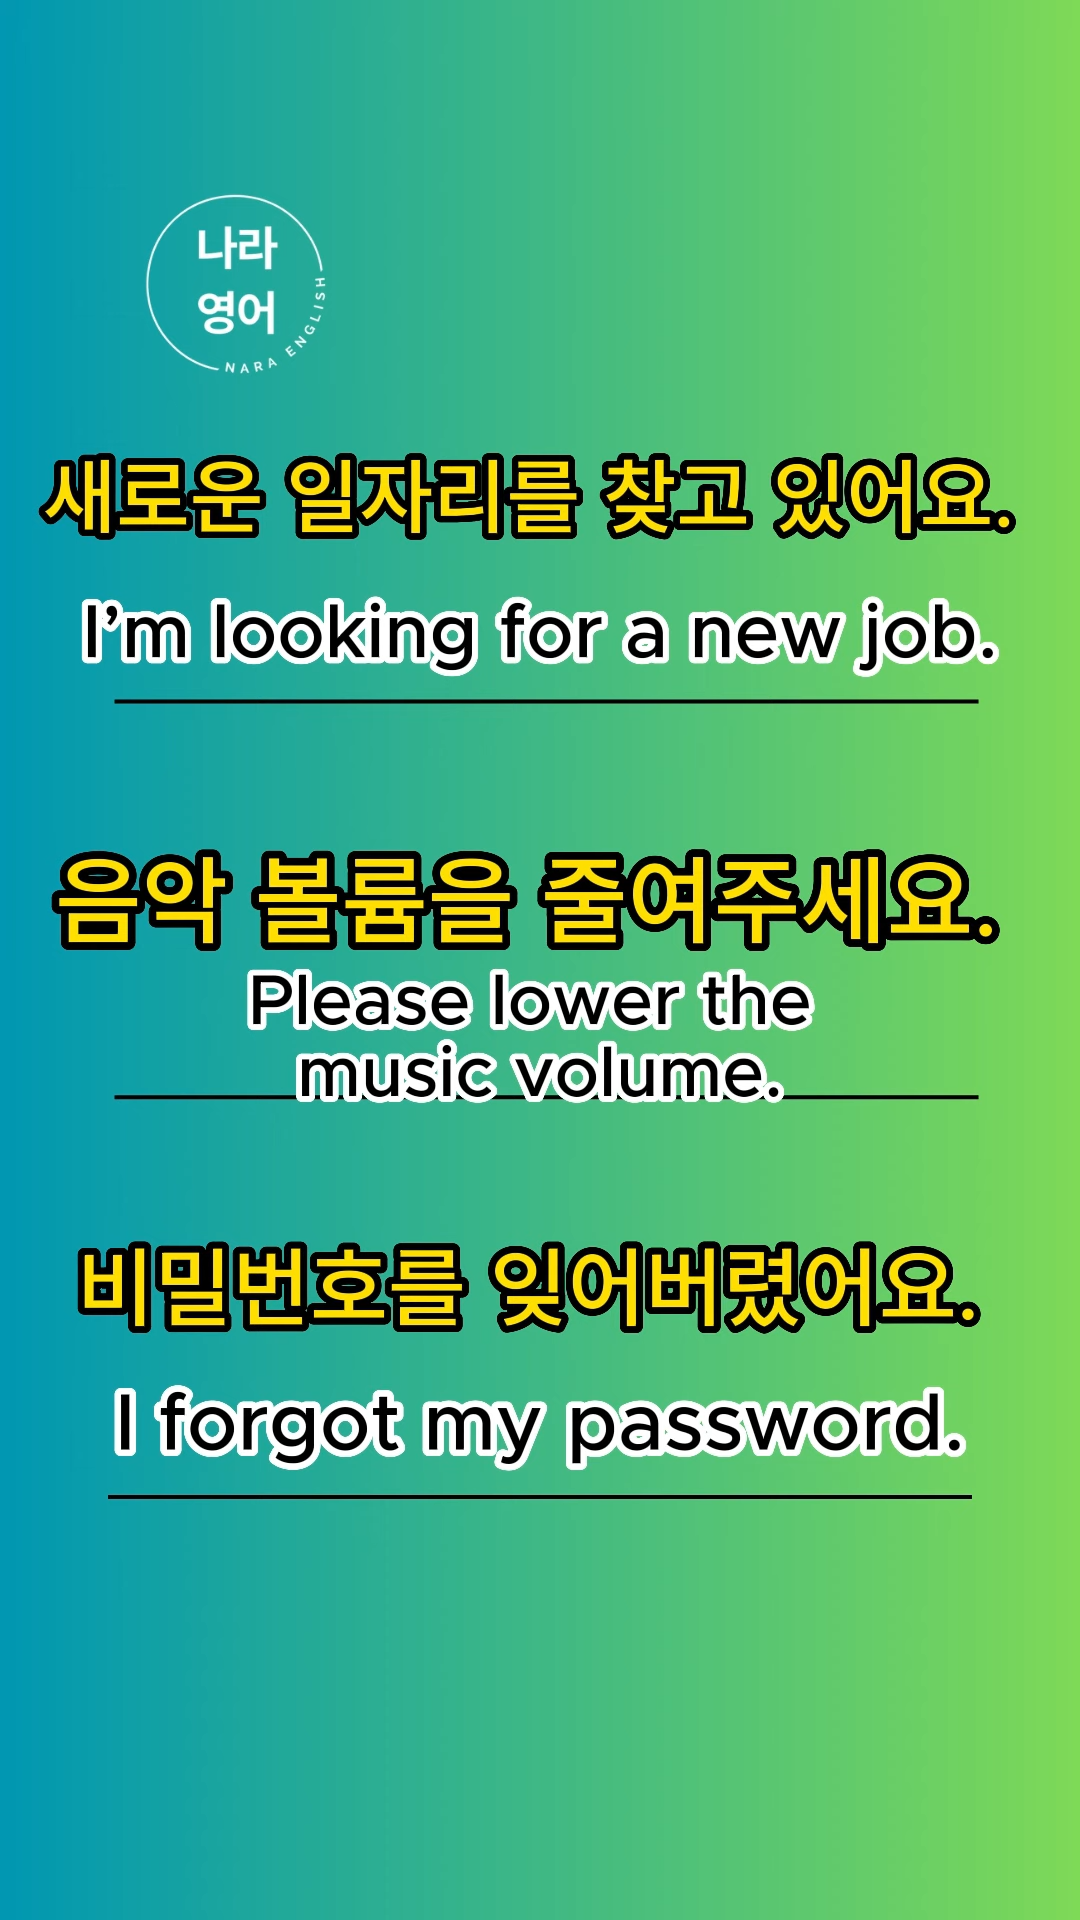 나라
영어
NARA ENGLISH
새로운 일자리를 찾고 있어요.
I'm looking for a new job.
음악 볼륨을 줄여주세요.
Please lower the
music volume.
비밀번호를 잊어버렸어요.
I forgot my password.